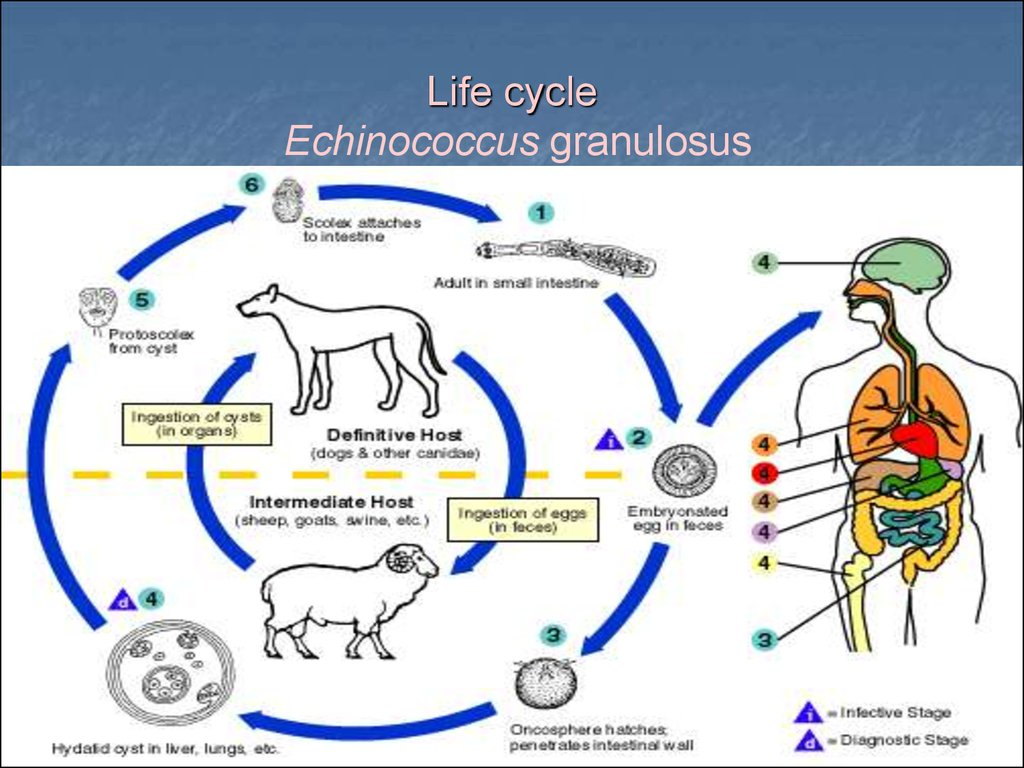 Life cycle
Echinococcus granulosus
6
Scolex attaches
to intestine
1
Adult in small intestine
4
5
Protoscolex
from cyst
Ingestion of cysts
(in organs)
Definitive Host
(dogs & other canidae)
i
2
4
4
4
4
4
Intermediate Host
(sheep, goats, swine, etc.)
Ingestion of eggs
(in feces)
Embryonated
egg in feces
d
4
3
3
Hydatid cyst in liver, lungs, etc.
Oncosphere hatches;
penetrates intestinal wall
i = Infective Stage
d = Diagnostic Stage